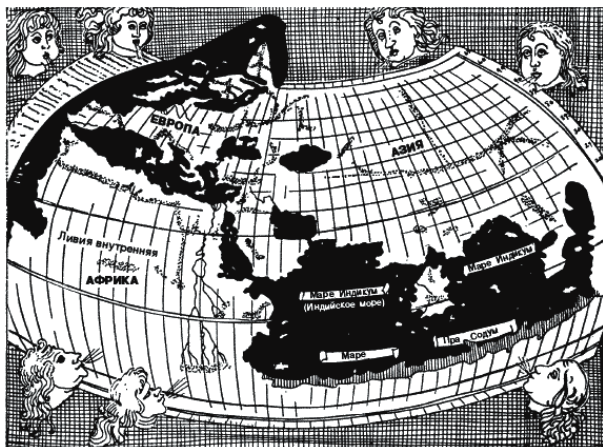 ЕВРОПА
АЗИЯ
Ливия внутренняя
АФРИКА
Маре Индикум
(Индийское море)
Маре Индикум
Маре
Пра Содум